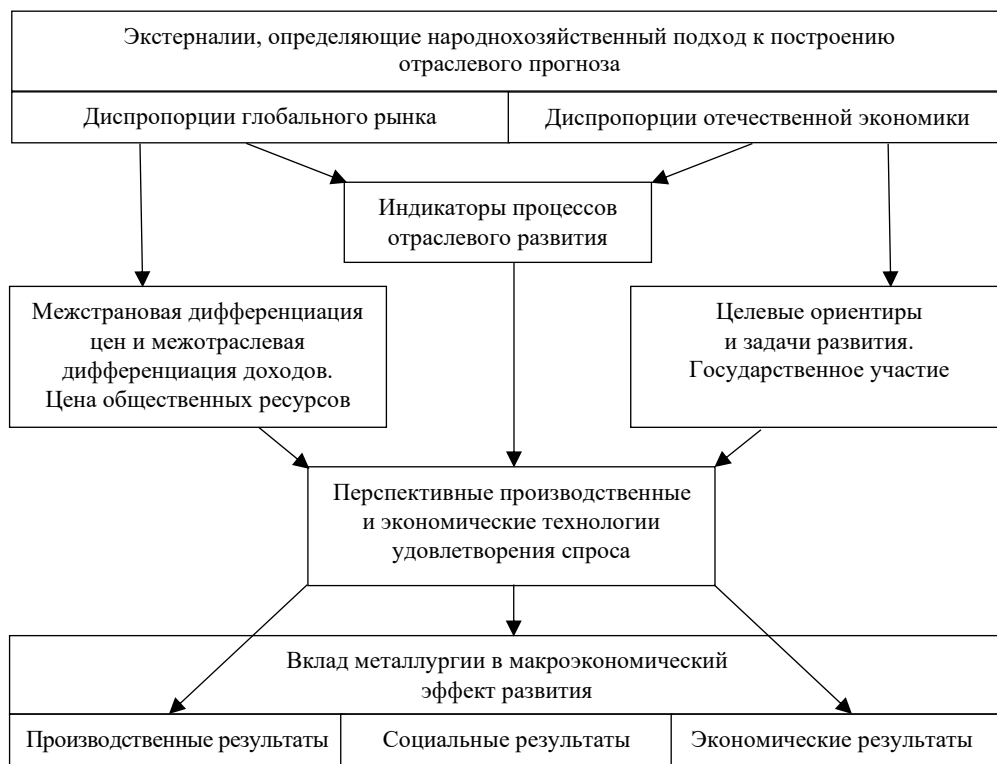 Экстерналии, определяющие народнохозяйственный подход к построению
отраслевого прогноза
Диспропорции глобального рынка
Диспропорции отечественной экономики
Индикаторы процессов
отраслевого развития
Межстрановая дифференциация
цен и межотраслевая
дифференциация доходов.
Цена общественных ресурсов
Целевые ориентиры
и задачи развития.
Государственное участие
Перспективные производственные
и экономические технологии
удовлетворения спроса
Вклад металлургии в макроэкономический
эффект развития
Производственные результаты
Социальные результаты
Экономические результаты